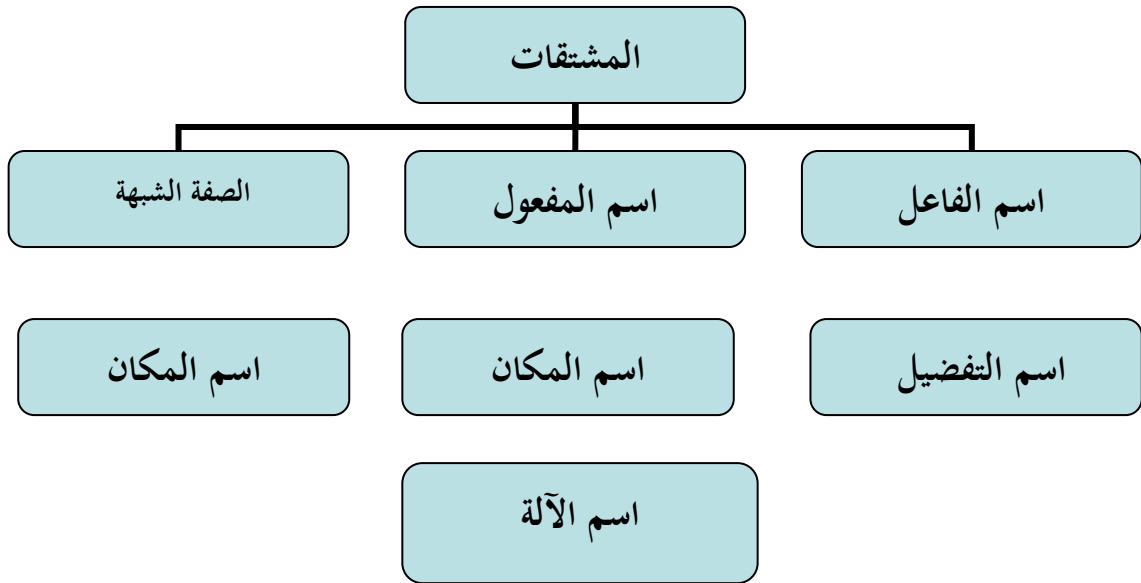 المشتقات
اسم الفاعل
اسم المفعول
الصفة الشبهة
اسم التفضيل
اسم المكان
اسم المكان
اسم الآلة